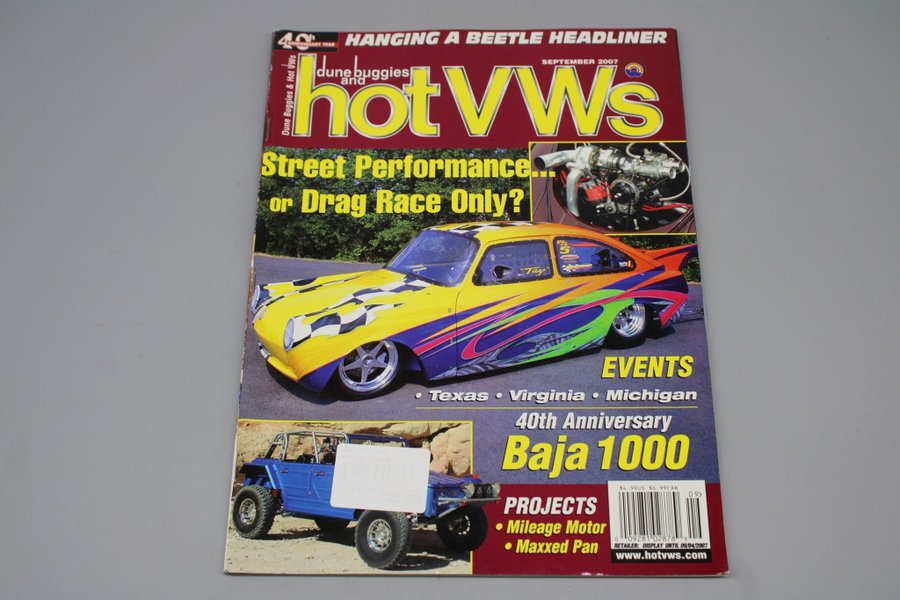 40th
ANNIVERSARY YEAR
HANGING A BEETLE HEADLINER
Dune Buggies & Hot VWs
dune buggies
and
SEPTEMBER 2007
hot VWs
Street Performance...
or Drag Race Only?
Tay
EVENTS
• Texas • Virginia • Michigan
40th Anniversary
Baja 1000
PROJECTS
• Mileage Motor
• Maxxed Pan
$4.99US $6.99CAN
09
RETAILER: DISPLAY UNTIL 09/04/2007
www.hotvws.com